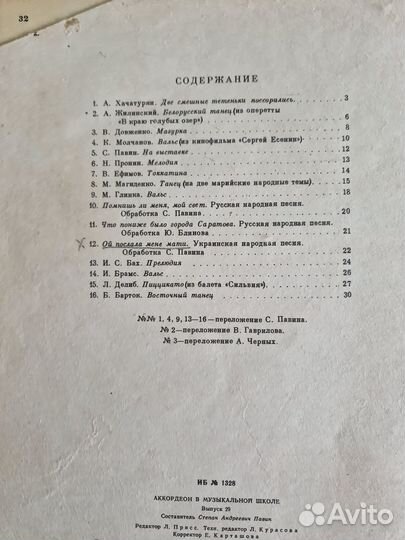 32
2.
СОДЕРЖАНИЕ
1. А. Хачатурян. Две смешные тетеньки поссорились. 3
2. А. Жилинский. Белорусский танец (из оперетты
«В краю голубых озер») 6
3. В. Довженко. Мазурка 8
4. К. Молчанов. Вальс (из кинофильма «Сергей Есенин») 10
5. С. Павин. На выставке 12
6. Н. Пронин. Мелодия 13
7. В. Ефимов. Токкатина 14
8. М. Магиденко. Танец (на две марийские народные темы) 15
9. М. Глинка. Вальс 18
10. Помнишь ли меня, мой свет. Русская народная песня.
Обработка С. Павина 20
11. Что пониже было города Саратова. Русская народная песня.
Обработка Ю. Блинова 21
12. Ой послала мене мати. Украинская народная песня.
Обработка С. Павина 22
13. И. С. Бах. Прелюдия 24
14. И. Брамс. Вальс 26
15. Л. Делиб. Пиццикато (из балета «Сильвия») 27
16. Б. Барток. Восточный танец 30
№№ 1, 4, 9, 13—16 — переложение С. Павина.
№ 2 — переложение В. Гаврилова.
№ 3 — переложение А. Черных.
ИБ № 1328
АККОРДЕОН В МУЗЫКАЛЬНОЙ ШКОЛЕ
Выпуск 29
Составитель Степан Андреевич Павин
Редактор Л. Присс. Техн. редактор Л. Курасова
Корректор Е. Карташова
Avito